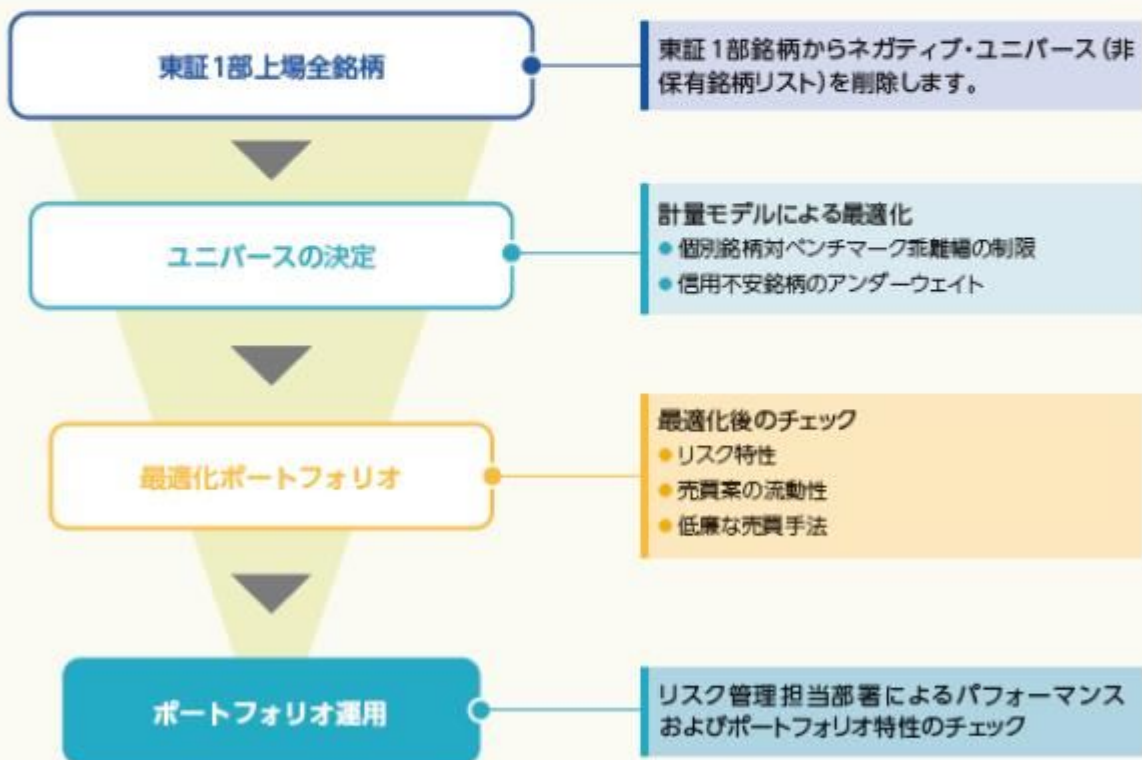 東証1部上場全銘柄
東証1部銘柄からネガティブ・ユニバース(非
保有銘柄リスト)を削除します。
ユニバースの決定
計量モデルによる最適化
● 個別銘柄対ベンチマーク乖離幅の制限
● 信用不安銘柄のアンダーウェイト
最適化ポートフォリオ
最適化後のチェック
● リスク特性
● 売買案の流動性
● 低廉な売買手法
ポートフォリオ運用
リスク管理担当部署によるパフォーマンス
およびポートフォリオ特性のチェック